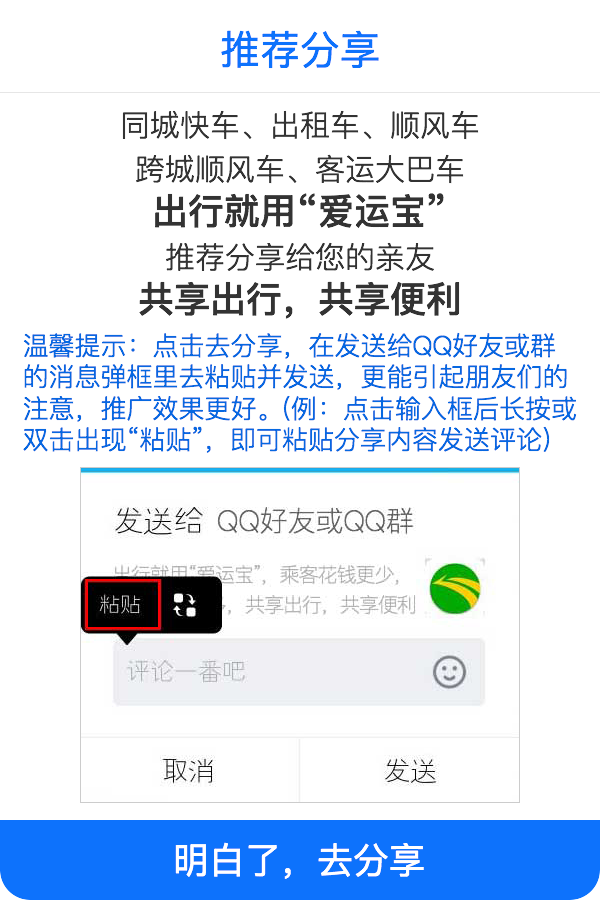 推荐分享
同城快车、出租车、顺风车
跨城顺风车、客运大巴车
出行就用“爱运宝”
推荐分享给您的亲友
共享出行，共享便利
温馨提示：点击去分享，在发送给QQ好友或群
的消息弹框里去粘贴并发送，更能引起朋友们的
注意，推广效果更好。(例：点击输入框后长按或
双击出现“粘贴”，即可粘贴分享内容发送评论)
发送给 QQ好友或QQ群
出行就用“爱运宝”，乘客花钱更少，
，共享出行，共享便利
粘贴
评论一番吧
取消
发送
明白了，去分享